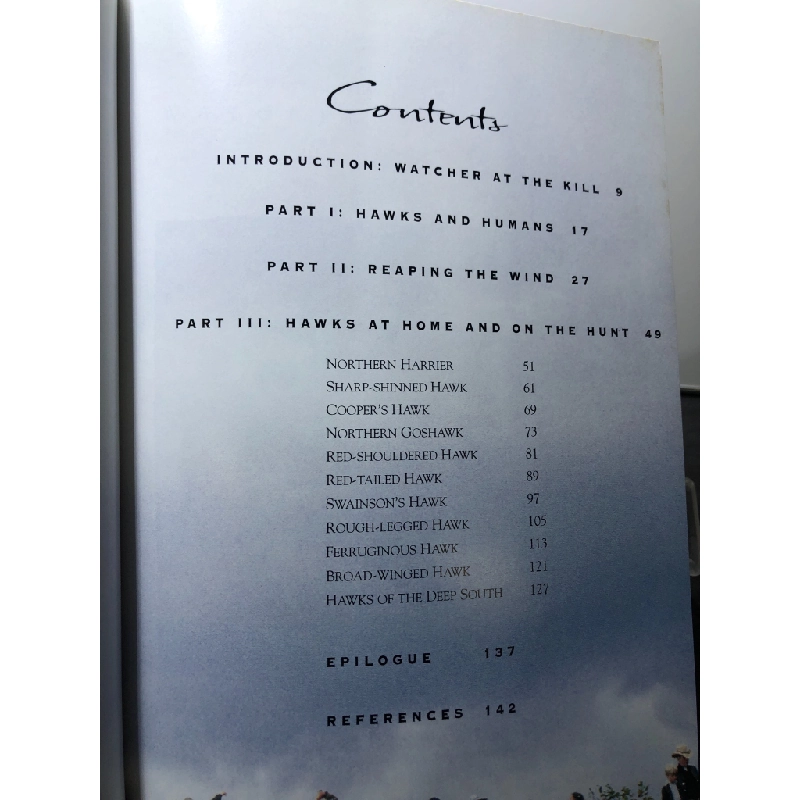 Contents
INTRODUCTION: WATCHER AT THE KILL 9
PART I: HAWKS AND HUMANS 17
PART II: REAPING THE WIND 27
PART III: HAWKS AT HOME AND ON THE HUNT 49
NORTHERN HARRIER 51
SHARP-SHINNED HAWK 61
COOPER'S HAWK 69
NORTHERN GOSHAWK 73
RED-SHOULDERED HAWK 81
RED-TAILED HAWK 89
SWAINSON'S HAWK 97
ROUGH-LEGGED HAWK 105
FERRUGINOUS HAWK 113
BROAD-WINGED HAWK 121
HAWKS OF THE DEEP SOUTH 127
EPILOGUE 137
REFERENCES 142